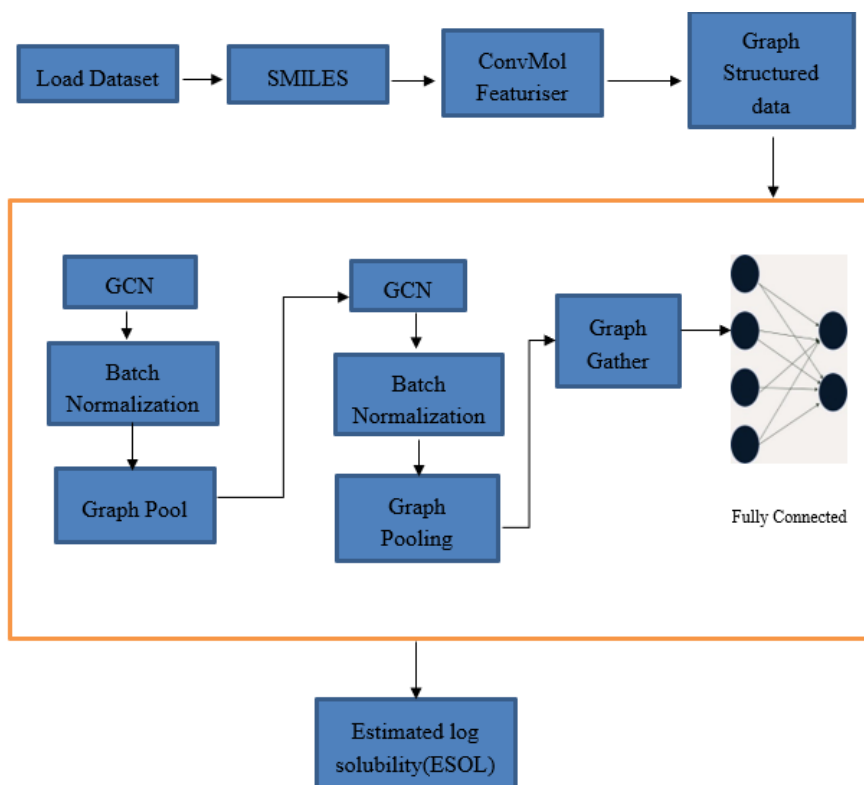 Load Dataset
SMILES
ConvMol
Featuriser
Graph
Structured
data
GCN
Batch
Normalization
Graph Pool
GCN
Batch
Normalization
Graph
Pooling
Graph
Gather
Fully Connected
Estimated log
solubility(ESOL)